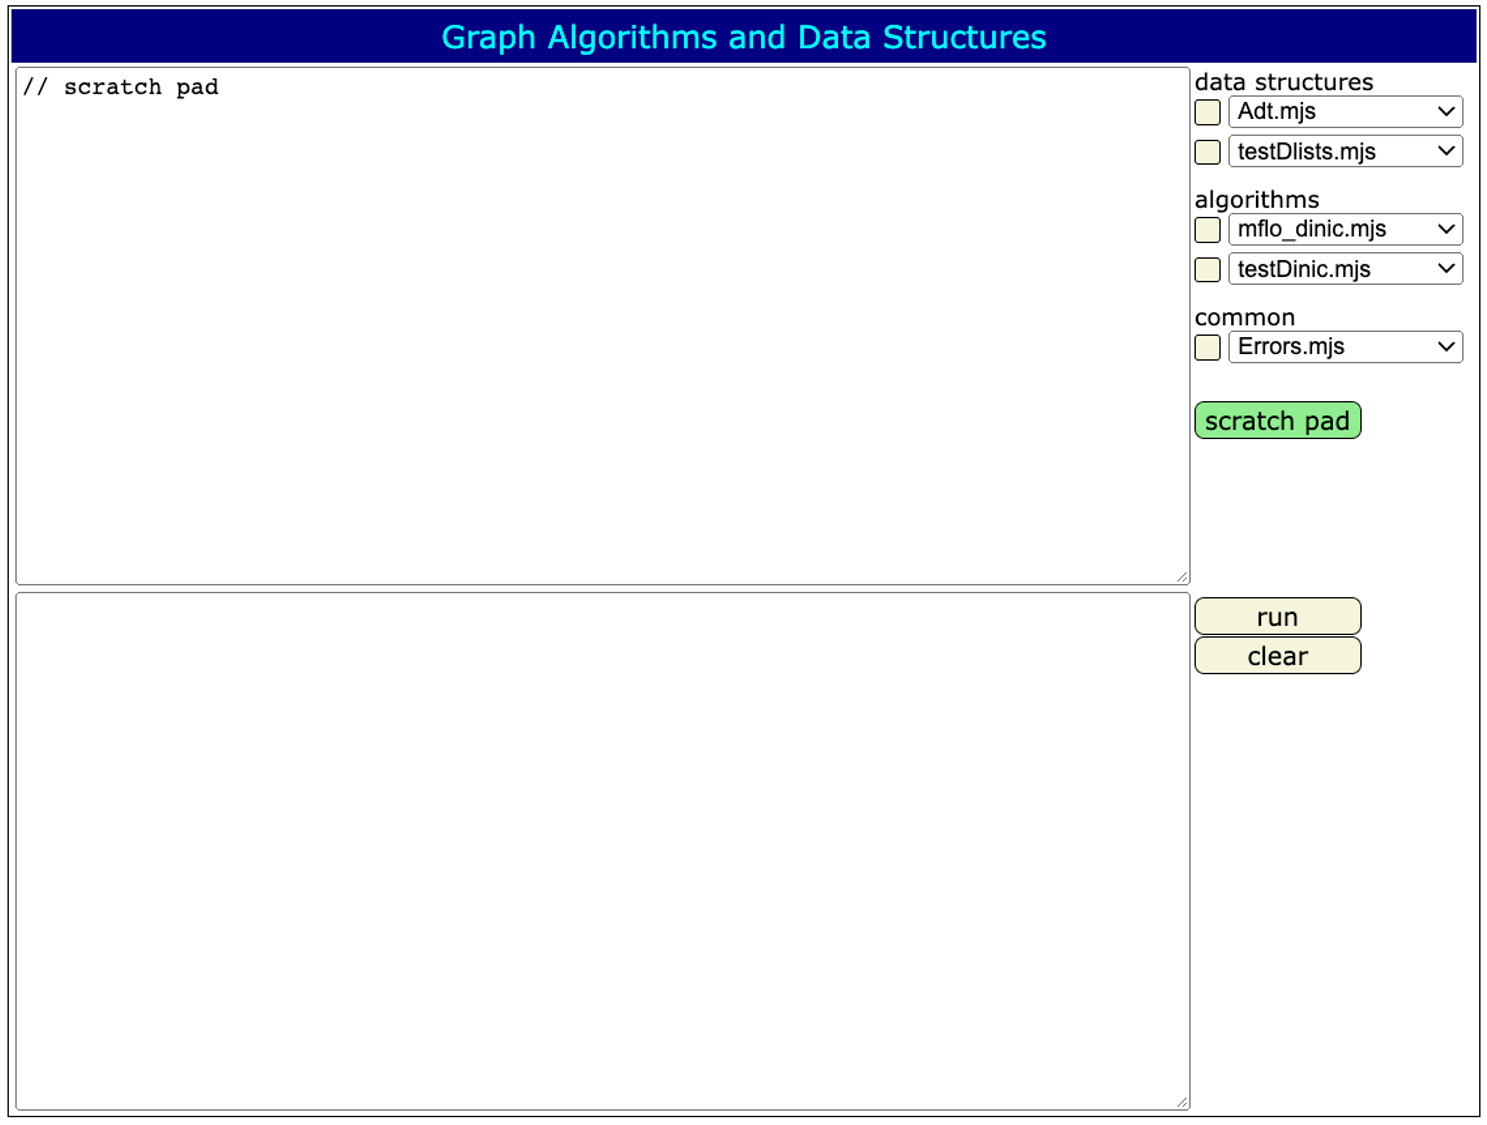 Graph Algorithms and Data Structures
// scratch pad
data structures
Adt.mjs
testDlists.mjs
algorithms
mflo_dinic.mjs
testDinic.mjs
common
Errors.mjs
scratch pad
run
clear